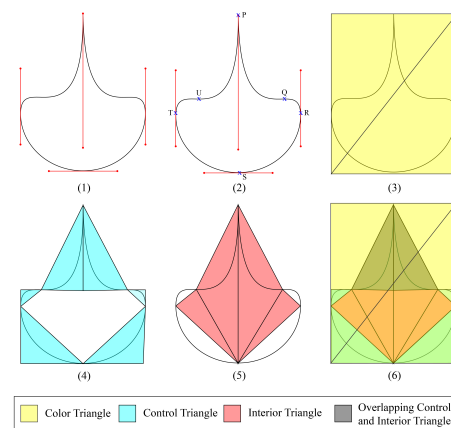 P
U
Q
T
R
S
(1)
(2)
(3)
(4)
(5)
(6)
Color Triangle
Control Triangle
Interior Triangle
Overlapping Control
and Interior Triangle